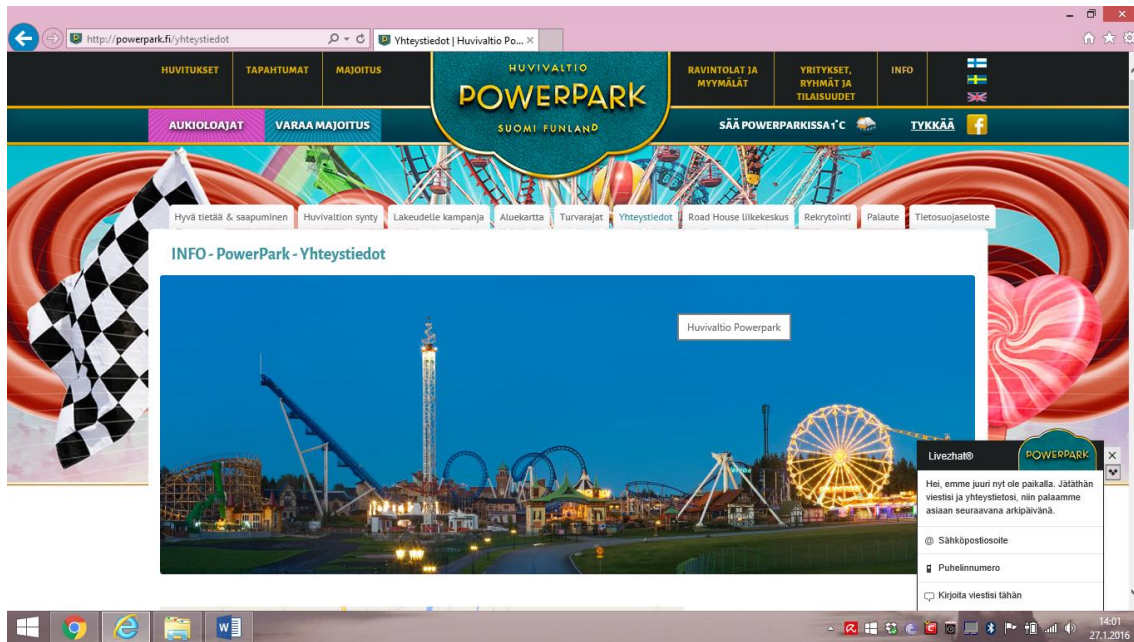 http://powerpark.fi/yhteystiedot
Yhteystiedot | Huvivaltio Po...
HUVITUKSET
TAPAHTUMAT
MAJOITUS
HUVIVALTIO
POWERPARK
SUOMI FUNLAND
RAVINTOLAT JA
MYYMÄLÄT
YRITYKSET,
RYHMÄT JA
TILAISUUDET
INFO
AUKIOLOAJAT
VARAA MAJOITUS
SÄÄ POWERPARKISSA 1°C
TYKKÄÄ
f
Hyvä tietää & saapuminen
Huvivaltion synty
Lakeudelle kampanja
Aluekartta
Turvarajat
Yhteystiedot
Road House liikekeskus
Rekrytointi
Palaute
Tietosuojaseloste
INFO - PowerPark - Yhteystiedot
Huvivaltio Powerpark
Livezhat®
POWERPARK
Hei, emme juuri nyt ole paikalla. Jätäthän
viestisi ja yhteystietosi, niin palaamme
asiaan seuraavana arkipäivänä.
@ Sähköpostiosoite
Puhelinnumero
Kirjoita viestisi tähän
14:01
27.1.2016